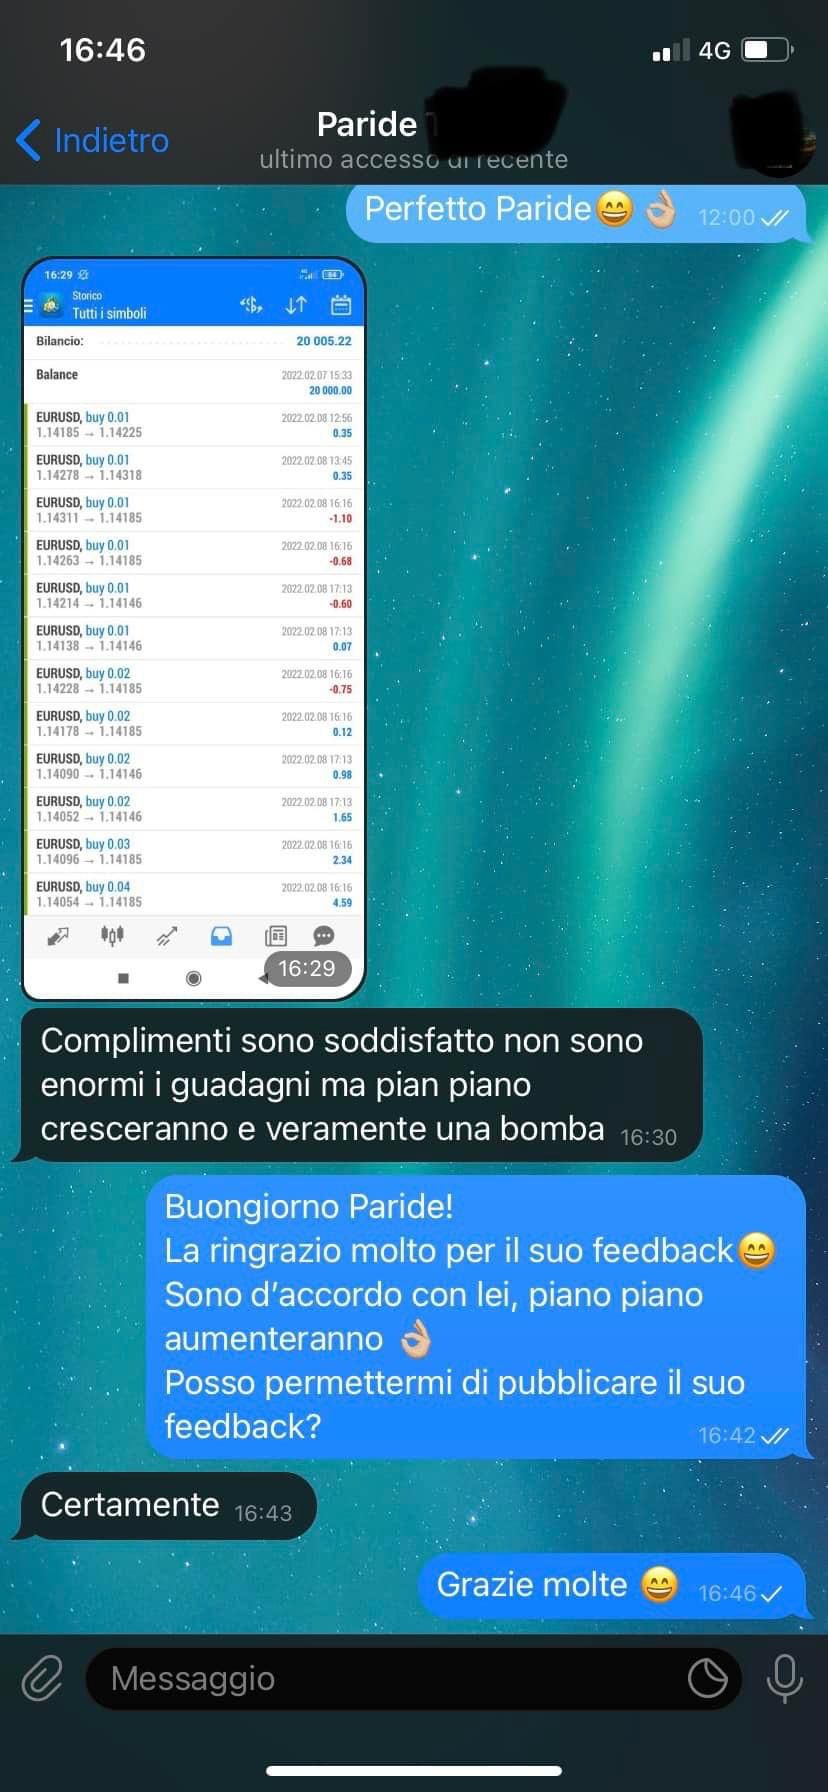 16:46
4G
Indietro
Paride
ultimo accesso di recente
Perfetto Paride😄👌🏼 12:00
16:29
84
Storico
Tutti i simboli
Bilancio: 20 005.22
Balance 2022.02.07 15:33
20 000.00
EURUSD, buy 0.01 2022.02.08 12:56
1.14185 → 1.14225 0.35
EURUSD, buy 0.01 2022.02.08 13:45
1.14278 → 1.14318 0.35
EURUSD, buy 0.01 2022.02.08 16:16
1.14311 → 1.14185 -1.10
EURUSD, buy 0.01 2022.02.08 16:16
1.14263 → 1.14185 -0.68
EURUSD, buy 0.01 2022.02.08 17:13
1.14214 → 1.14146 -0.60
EURUSD, buy 0.01 2022.02.08 17:13
1.14138 → 1.14146 0.07
EURUSD, buy 0.02 2022.02.08 16:16
1.14228 → 1.14185 -0.75
EURUSD, buy 0.02 2022.02.08 16:16
1.14178 → 1.14185 0.12
EURUSD, buy 0.02 2022.02.08 17:13
1.14090 → 1.14146 0.98
EURUSD, buy 0.02 2022.02.08 17:13
1.14052 → 1.14146 1.65
EURUSD, buy 0.03 2022.02.08 16:16
1.14096 → 1.14185 2.34
EURUSD, buy 0.04 2022.02.08 16:16
1.14054 → 1.14185 4.59
16:29
Complimenti sono soddisfatto non sono
enormi i guadagni ma pian piano
cresceranno e veramente una bomba 16:30
Buongiorno Paride!
La ringrazio molto per il suo feedback😄
Sono d’accordo con lei, piano piano
aumenteranno 👌🏼
Posso permettermi di pubblicare il suo
feedback? 16:42
Certamente 16:43
Grazie molte 😄 16:46
Messaggio